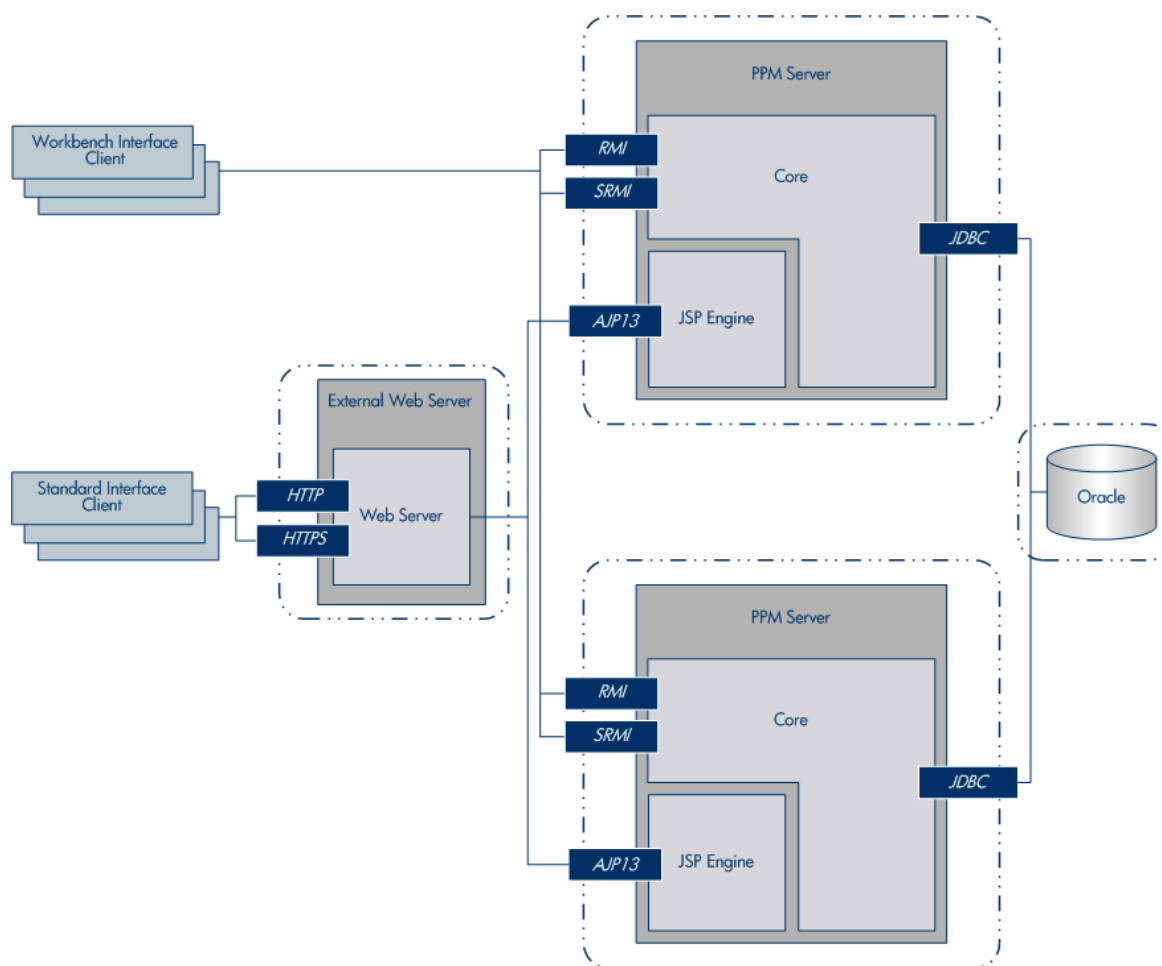 PPM Server
Workbench Interface
Client
RMI
Core
SRMI
JDBC
AJP13
JSP Engine
External Web Server
Standard Interface
Client
HTTP
Web Server
HTTPS
Oracle
PPM Server
RMI
Core
SRMI
JDBC
AJP13
JSP Engine